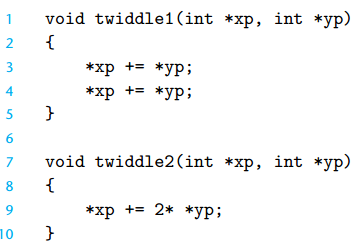 1 void twiddle1(int *xp, int *yp)
2 {
3     *xp += *yp;
4     *xp += *yp;
5 }
6
7 void twiddle2(int *xp, int *yp)
8 {
9     *xp += 2* *yp;
10 }